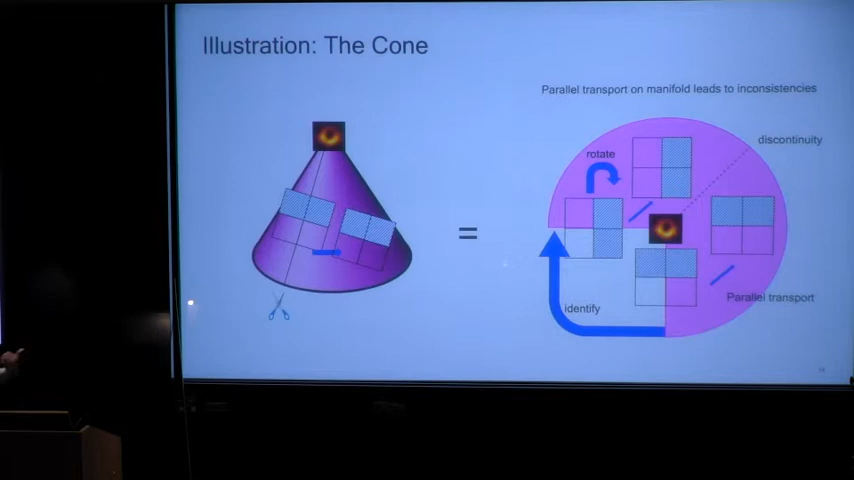 Illustration: The Cone
Parallel transport on manifold leads to inconsistencies
discontinuity
rotate
=
Parallel transport
identify